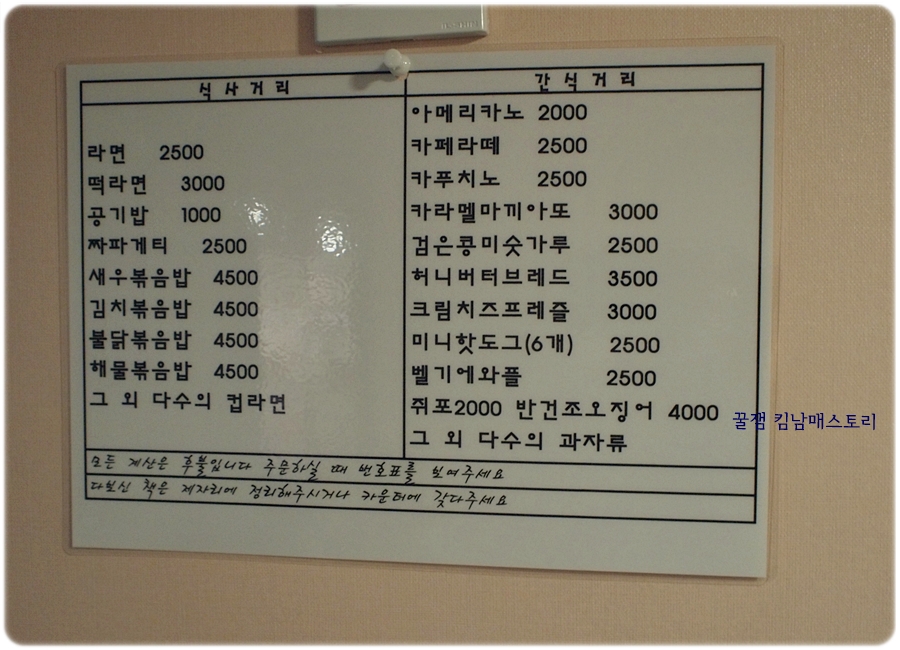 식사거리
라면 2500
떡라면 3000
공기밥 1000
짜파게티 2500
새우볶음밥 4500
김치볶음밥 4500
불닭볶음밥 4500
해물볶음밥 4500
그 외 다수의 컵라면
간식거리
아메리카노 2000
카페라떼 2500
카푸치노 2500
카라멜마끼아또 3000
검은콩미숫가루 2500
허니버터브레드 3500
크림치즈프레즐 3000
미니핫도그(6개) 2500
벨기에와플 2500
쥐포2000 반건조오징어 4000
그 외 다수의 과자류
모든 계산은 후불입니다 주문하실 때 번호표를 보여주세요
다보신 책은 제자리에 정리해주시거나 카운터에 갖다주세요
꿀잼 킴남매스토리